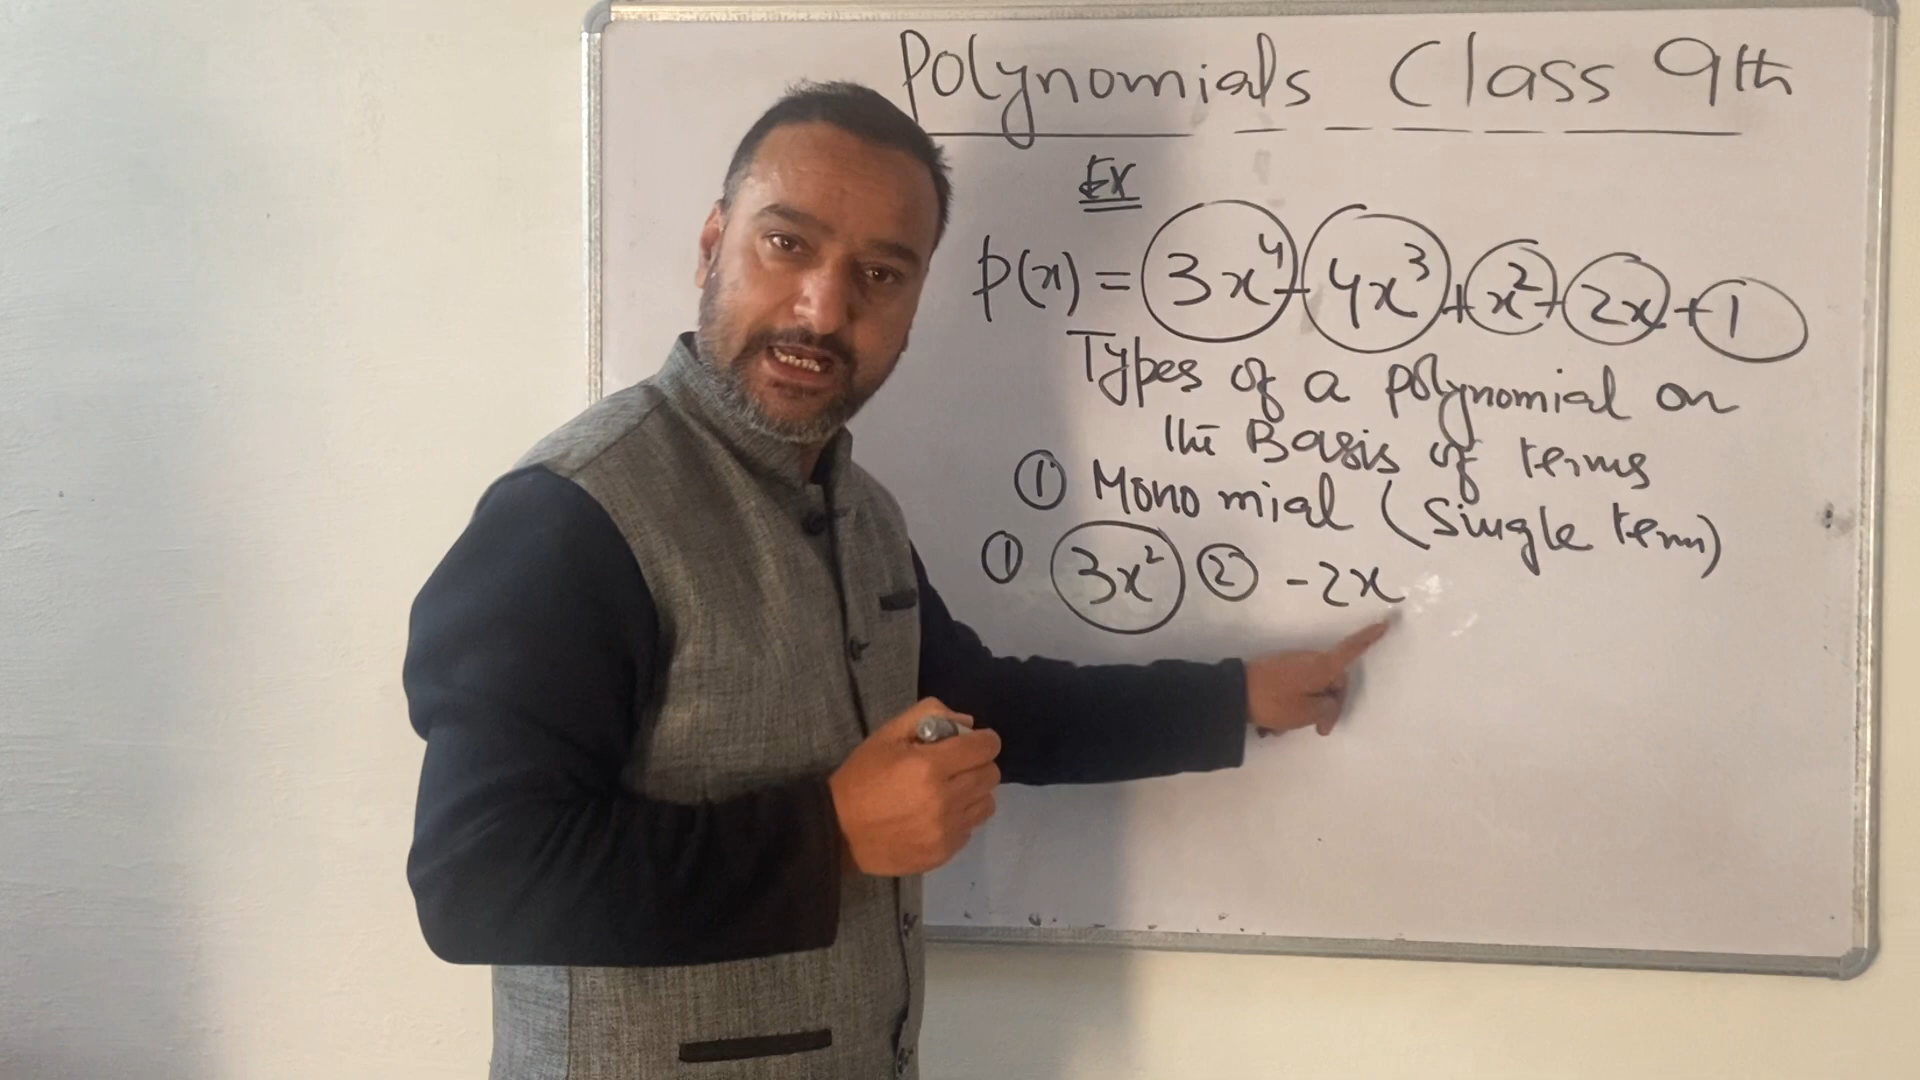 Polynomials Class 9th
Ex
p(x) = 3x⁴ - 4x³ + x² - 2x + 1
Types of a polynomial on
the Basis of terms
① Monomial (Single term)
① 3x² ② -2x